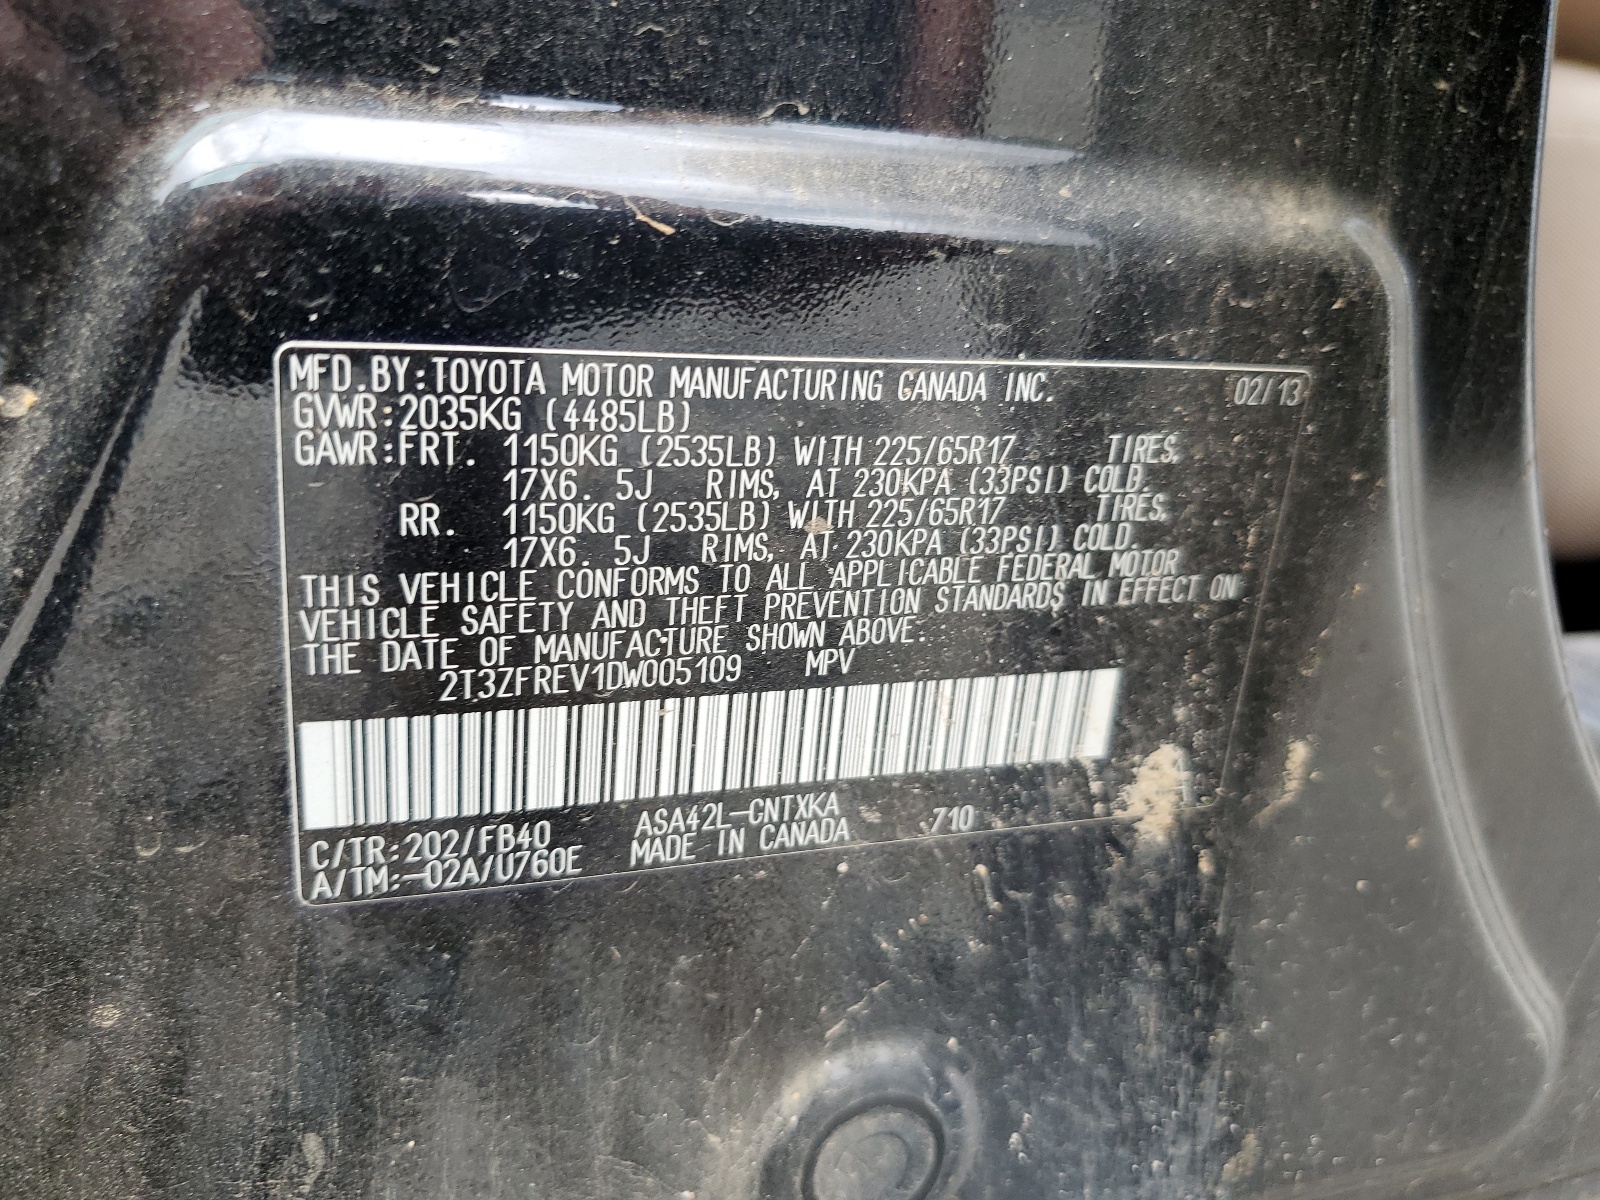 MFD.BY:TOYOTA MOTOR MANUFACTURING CANADA INC. 02/13
GVWR:2035KG (4485LB)
GAWR:FRT. 1150KG (2535LB) WITH 225/65R17 TIRES,
17X6. 5J RIMS, AT 230KPA (33PSI) COLD.
RR. 1150KG (2535LB) WITH 225/65R17 TIRES,
17X6. 5J RIMS, AT 230KPA (33PSI) COLD.
THIS VEHICLE CONFORMS TO ALL APPLICABLE FEDERAL MOTOR
VEHICLE SAFETY AND THEFT PREVENTION STANDARDS IN EFFECT ON
THE DATE OF MANUFACTURE SHOWN ABOVE.
2T3ZFREV1DW005109 MPV
C/TR:202/FB40 ASA42L-CNTXKA 710
A/TM:-02A/U760E MADE IN CANADA